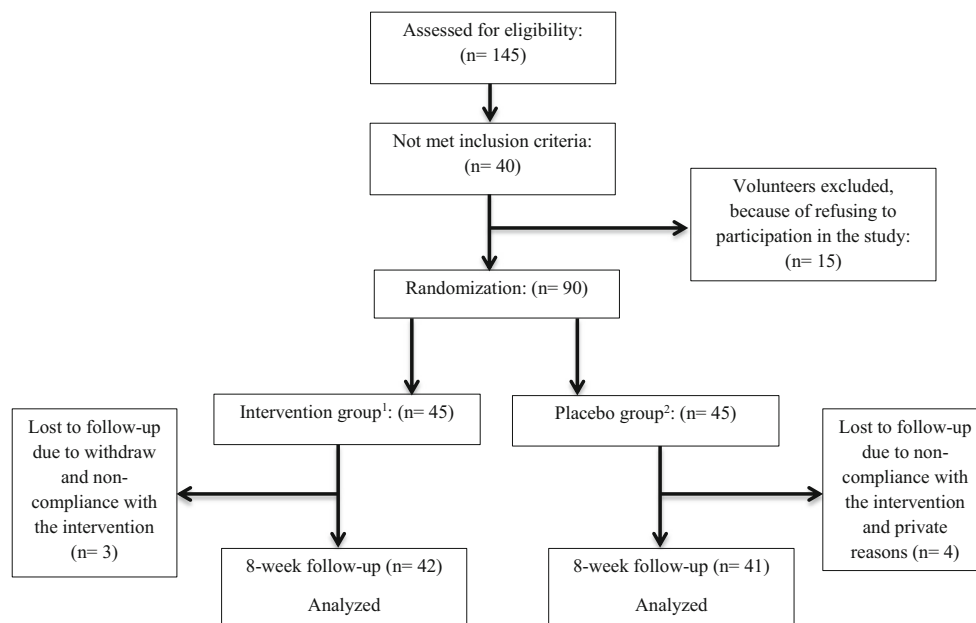 Assessed for eligibility:
(n= 145)
Not met inclusion criteria:
(n= 40)
Volunteers excluded,
because of refusing to
participation in the study:
(n= 15)
Randomization: (n= 90)
Intervention group¹: (n= 45)
Placebo group²: (n= 45)
Lost to follow-up
due to withdraw
and non-
compliance with
the intervention
(n= 3)
Lost to follow-up
due to non-
compliance with
the intervention
and private
reasons (n= 4)
8-week follow-up (n= 42)
Analyzed
8-week follow-up (n= 41)
Analyzed